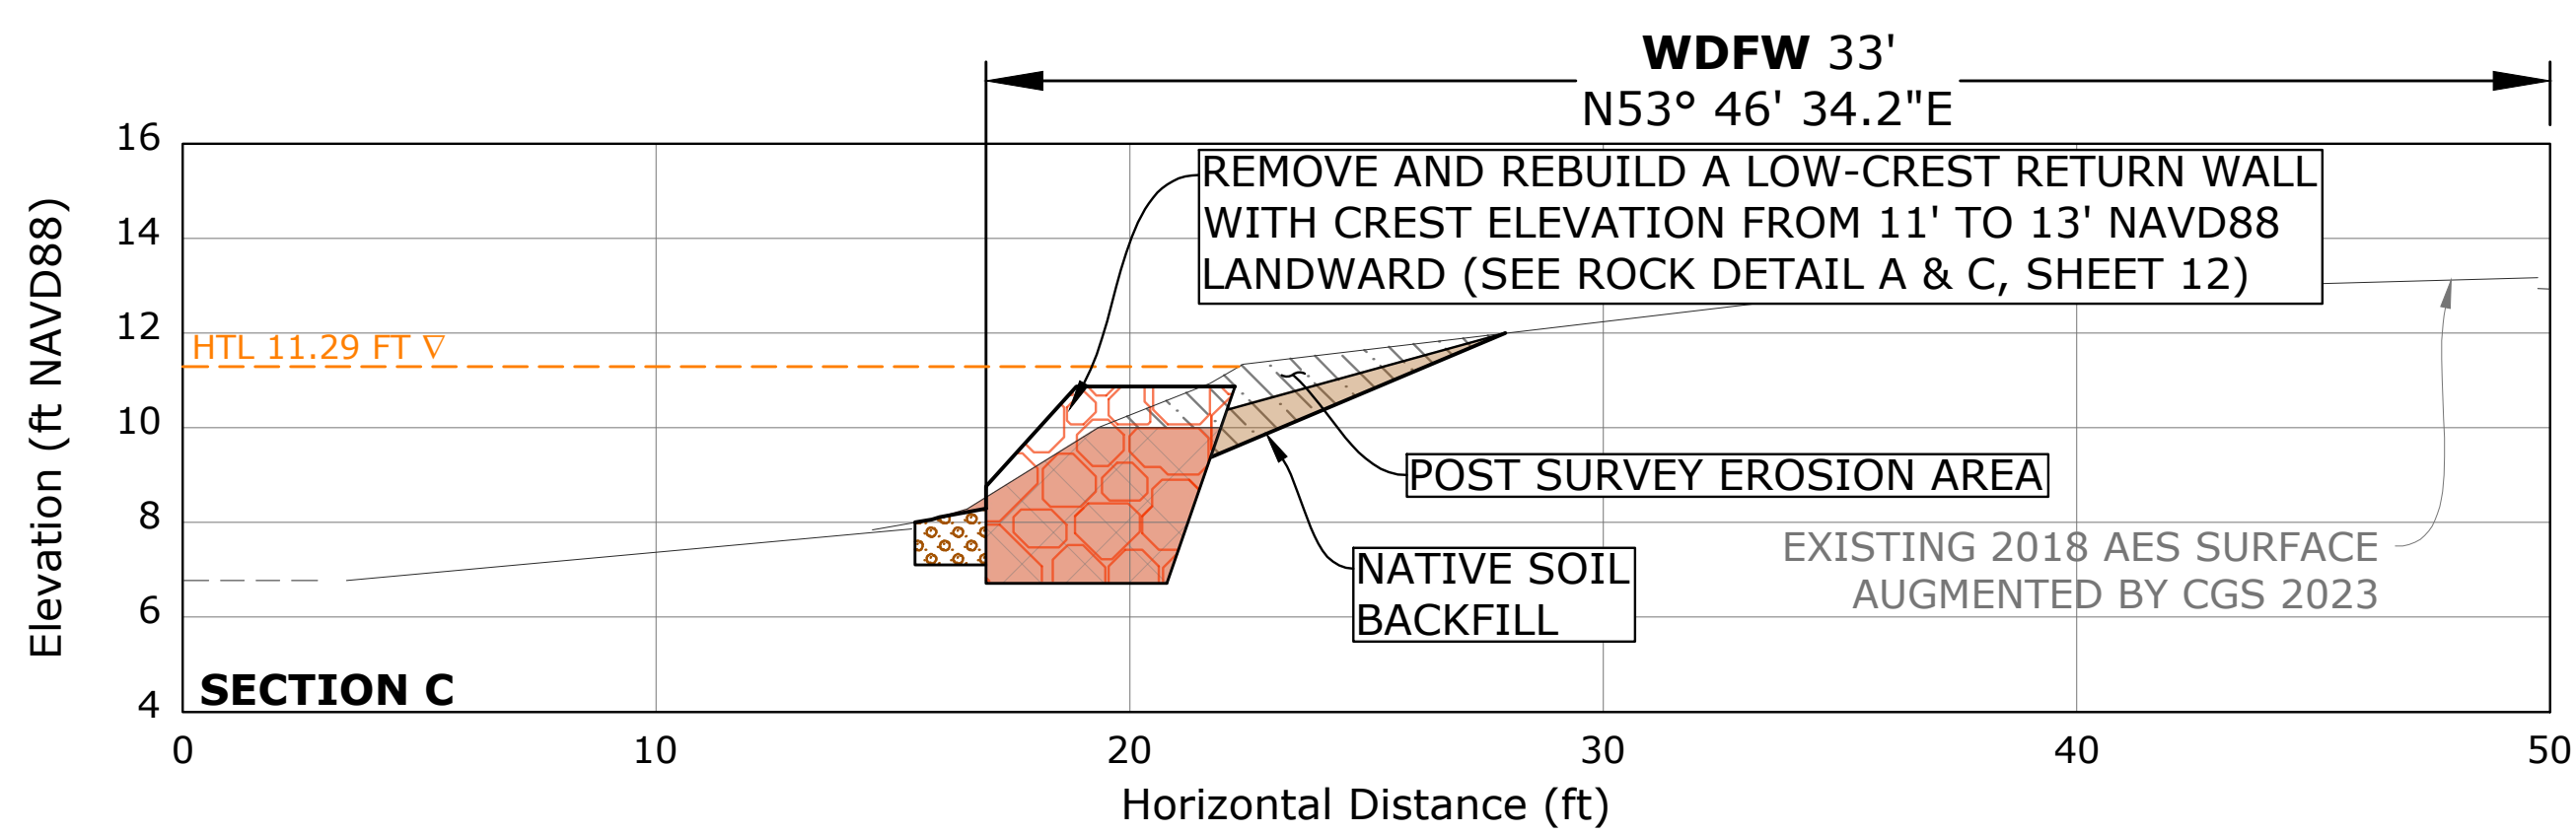 WDFW 33'
N53° 46' 34.2"E
16
14
12
10
8
6
4
Elevation (ft NAVD88)
REMOVE AND REBUILD A LOW-CREST RETURN WALL
WITH CREST ELEVATION FROM 11' TO 13' NAVD88
LANDWARD (SEE ROCK DETAIL A & C, SHEET 12)
HTL 11.29 FT ∇
POST SURVEY EROSION AREA
NATIVE SOIL
BACKFILL
EXISTING 2018 AES SURFACE
AUGMENTED BY CGS 2023
SECTION C
0 10 20 30 40 50
Horizontal Distance (ft)